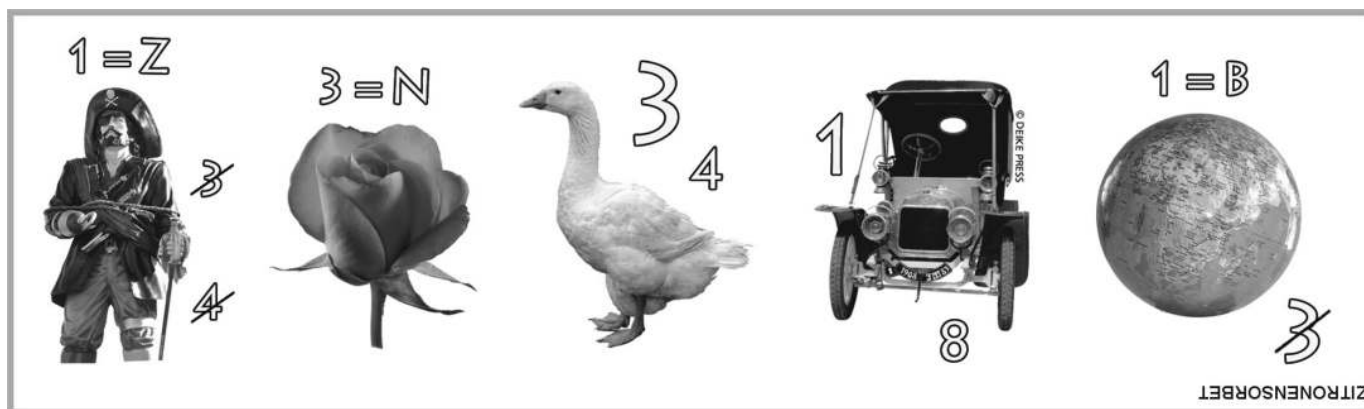 1 = Z
3
4
3 = N
3
4
1
8
© DEIKE PRESS
1 = B
3
ZITRONENSORBET